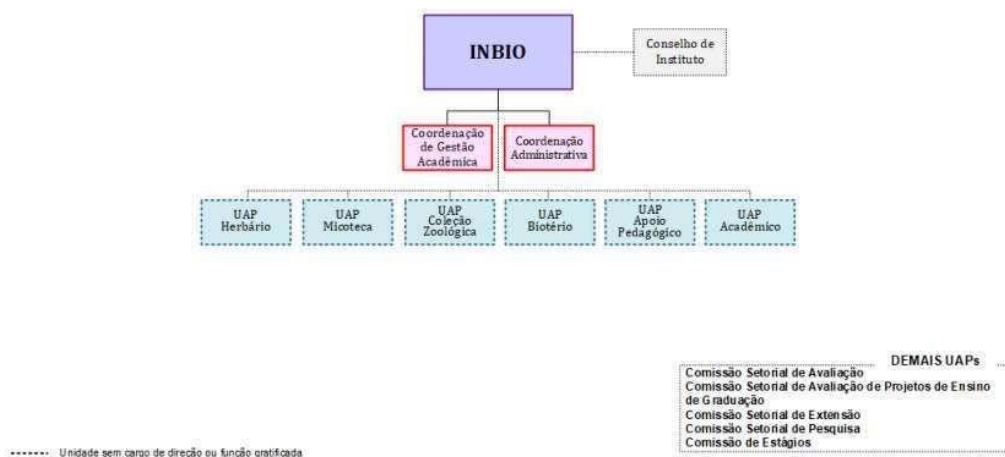 INBIO
Conselho de
Instituto
Coordenação
de Gestão
Acadêmica
Coordenação
Administrativa
UAP
Herbário
UAP
Micoteca
UAP
Coleção
Zoológica
UAP
Biotério
UAP
Apoio
Pedagógico
UAP
Acadêmico
DEMAIS UAPs
Comissão Setorial de Avaliação
Comissão Setorial de Avaliação de Projetos de Ensino
de Graduação
Comissão Setorial de Extensão
Comissão Setorial de Pesquisa
Comissão de Estágios
Unidade sem cargo de direção ou função gratificada